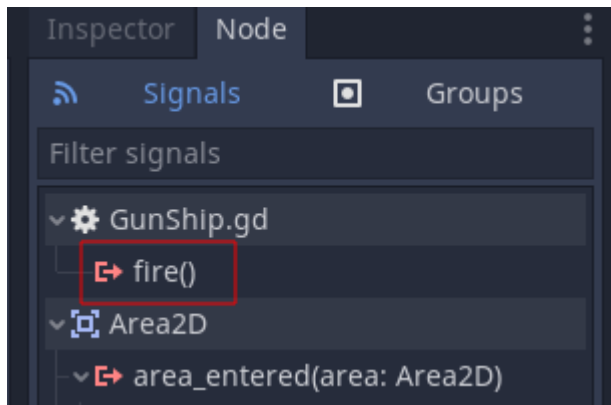 Inspector Node
Signals Groups
Filter signals
GunShip.gd
fire()
Area2D
area_entered(area: Area2D)